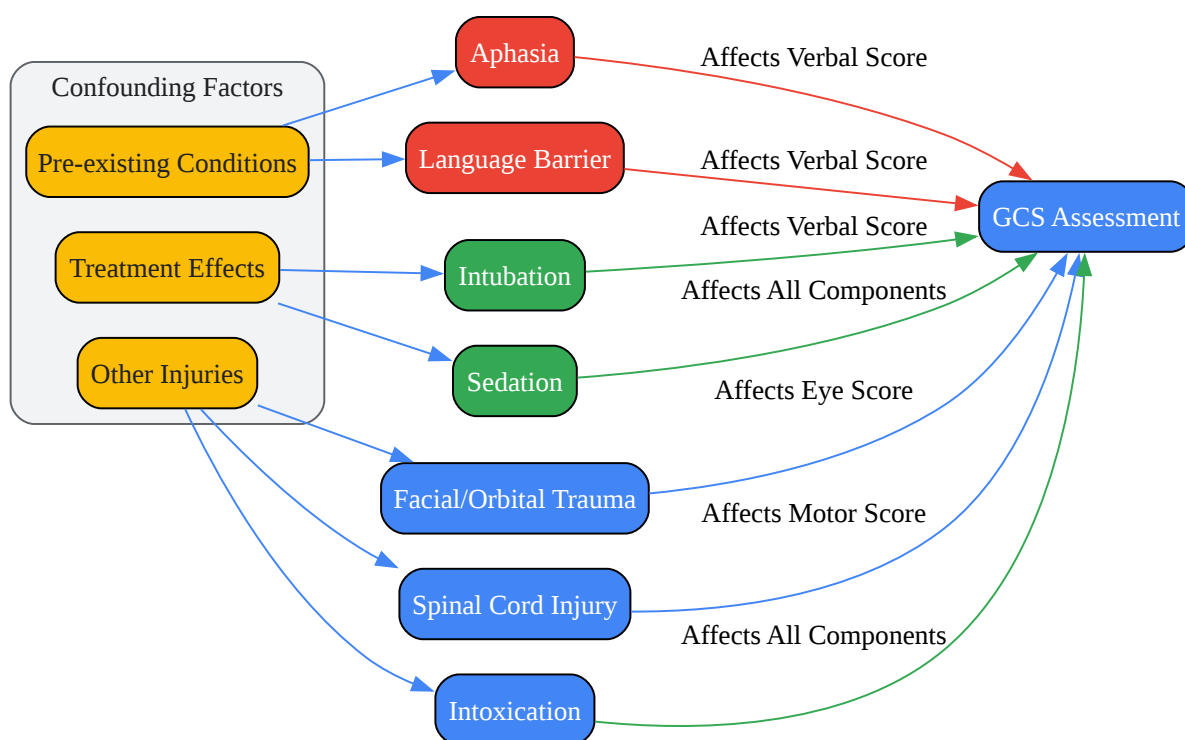 Confounding Factors
Pre-existing Conditions
Treatment Effects
Other Injuries
Aphasia
Language Barrier
Intubation
Sedation
Facial/Orbital Trauma
Spinal Cord Injury
Intoxication
Affects Verbal Score
Affects Verbal Score
Affects Verbal Score
Affects All Components
Affects Eye Score
Affects Motor Score
Affects All Components
GCS Assessment